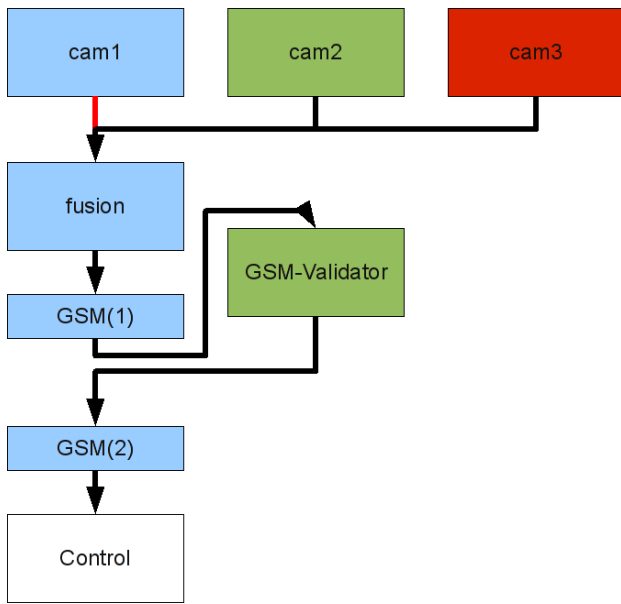 cam1
cam2
cam3
fusion
GSM-Validator
GSM(1)
GSM(2)
Control